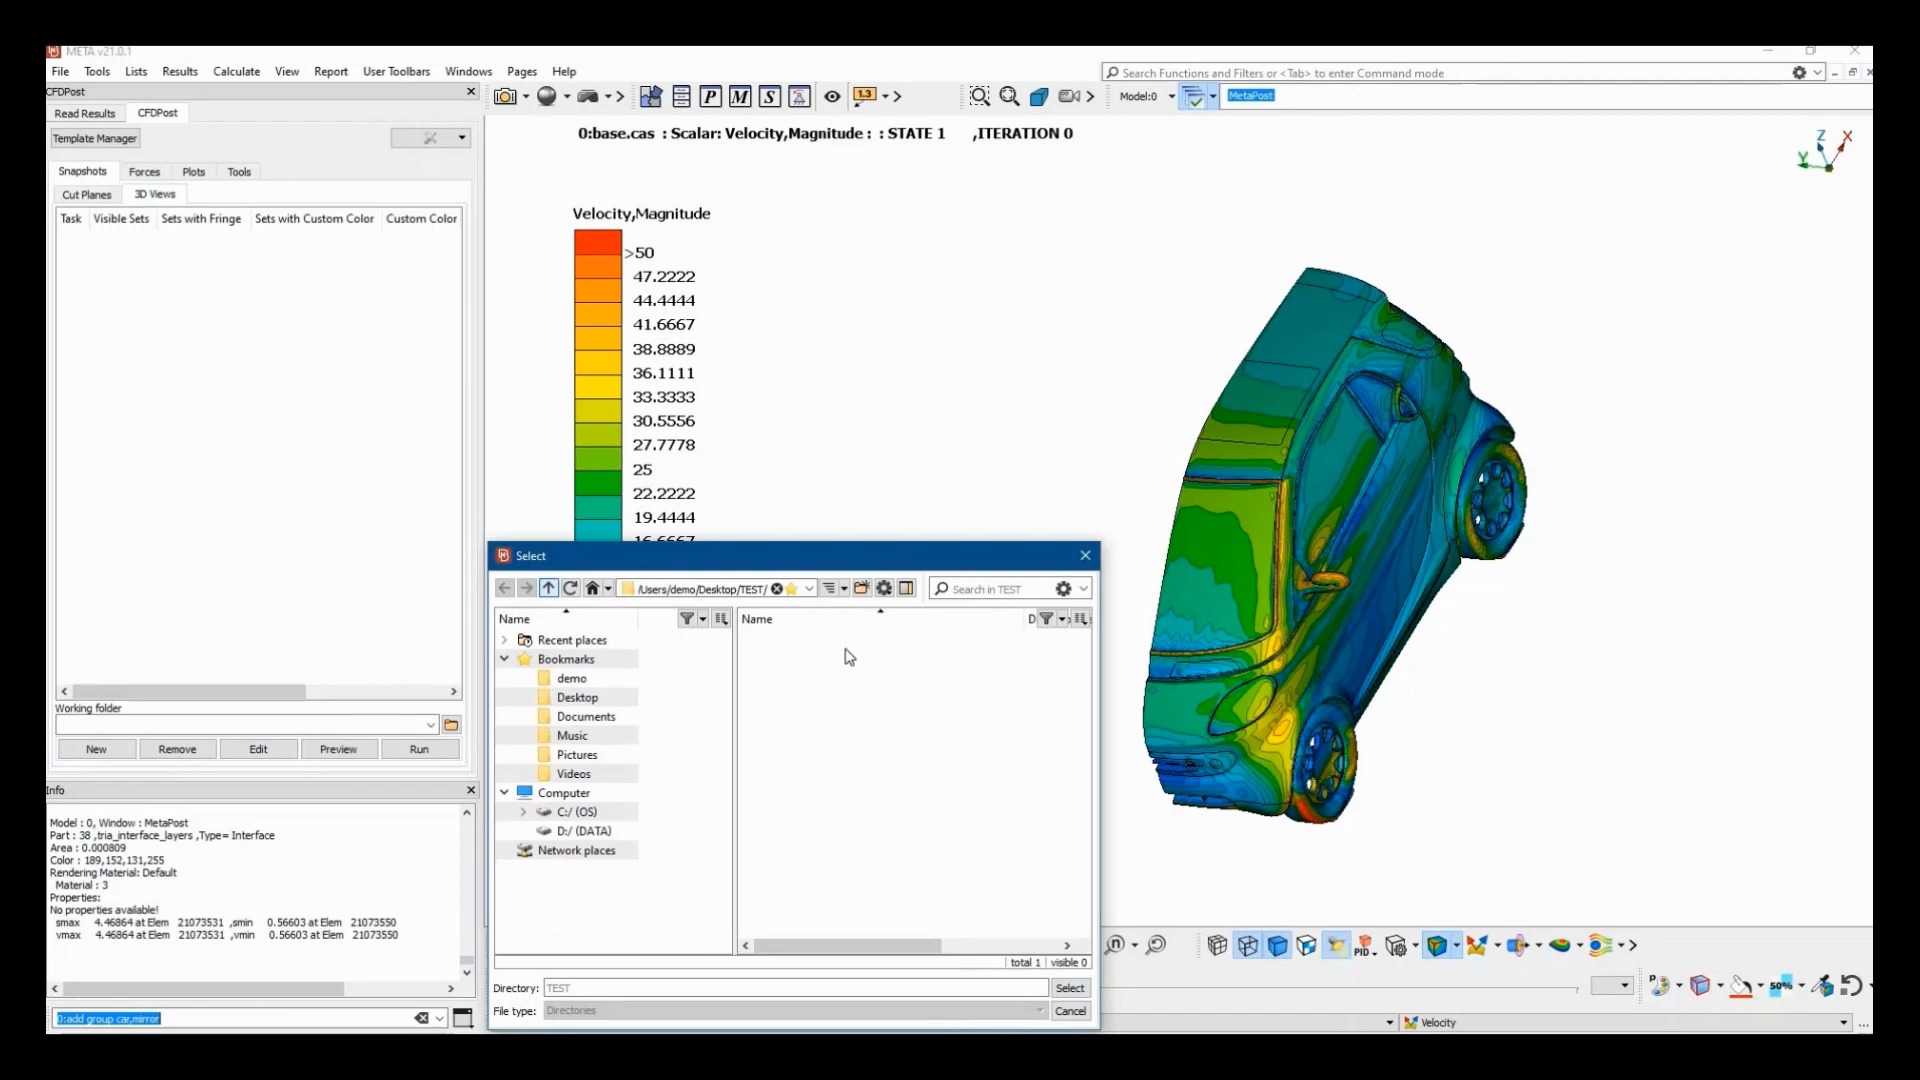 META v21.0.1
File Tools Lists Results Calculate View Report User Toolbars Windows Pages Help
Search Functions and Filters or <Tab> to enter Command mode
CFDPost
Read Results CFDPost
P M S 1.3
Model:0 MetaPost
Template Manager
0:base.cas : Scalar: Velocity,Magnitude : : STATE 1 ,ITERATION 0
Z X
Y
Snapshots Forces Plots Tools
Cut Planes 3D Views
Task Visible Sets Sets with Fringe Sets with Custom Color Custom Color
Velocity,Magnitude
>50
47.2222
44.4444
41.6667
38.8889
36.1111
33.3333
30.5556
27.7778
25
22.2222
19.4444
16.6667
Select
/Users/demo/Desktop/TEST/
Search in TEST
Name
Name D
Recent places
Bookmarks
demo
Desktop
Documents
Music
Pictures
Videos
Computer
C:/ (OS)
D:/ (DATA)
Network places
total 1 visible 0
Directory: TEST Select
File type: Directories Cancel
Working folder
New Remove Edit Preview Run
Info
Model : 0, Window : MetaPost
Part : 38 ,tria_interface_layers ,Type= Interface
Area : 0.000809
Color : 189,152,131,255
Rendering Material: Default
Material : 3
Properties:
No properties available!
smax 4.46864 at Elem 21073531 ,smin 0.56603 at Elem 21073550
vmax 4.46864 at Elem 21073531 ,vmin 0.56603 at Elem 21073550
0:add group car,mirror
n PID
P 50%
Velocity ...